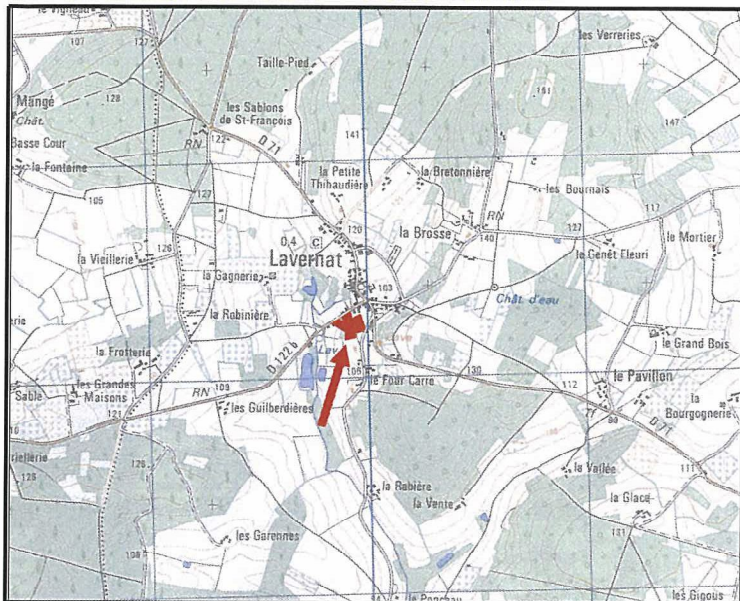 le Vigneau
107
127
les Verreries
Taille-Pied
161
Mangé
128
Chât.
les Sablons
de St-François
147
Basse Cour
RN
122
D 71
141
la Fontaine
la Petite
Thibaudière
la Bretonnière
105
127
les Bournais
117
la Brosse
RN
120
0,4
C
140
127
le Mortier
la Vieillerie
126
Lavernat
le Genêt Fleuri
la Gagnerie
103
Chât. d'eau
la Robinière
le Grand Bois
la Frotterie
D 122 b
106
130
le Pavillon
les Grandes
Maisons
RN
109
le Four Carre
112
la
Bourgognerie
Sable
121
les Guilberdières
98
D 71
126
la Vallée
111
la Rabière
la Vente
la Glace
les Garennes
131
108
les Gigous